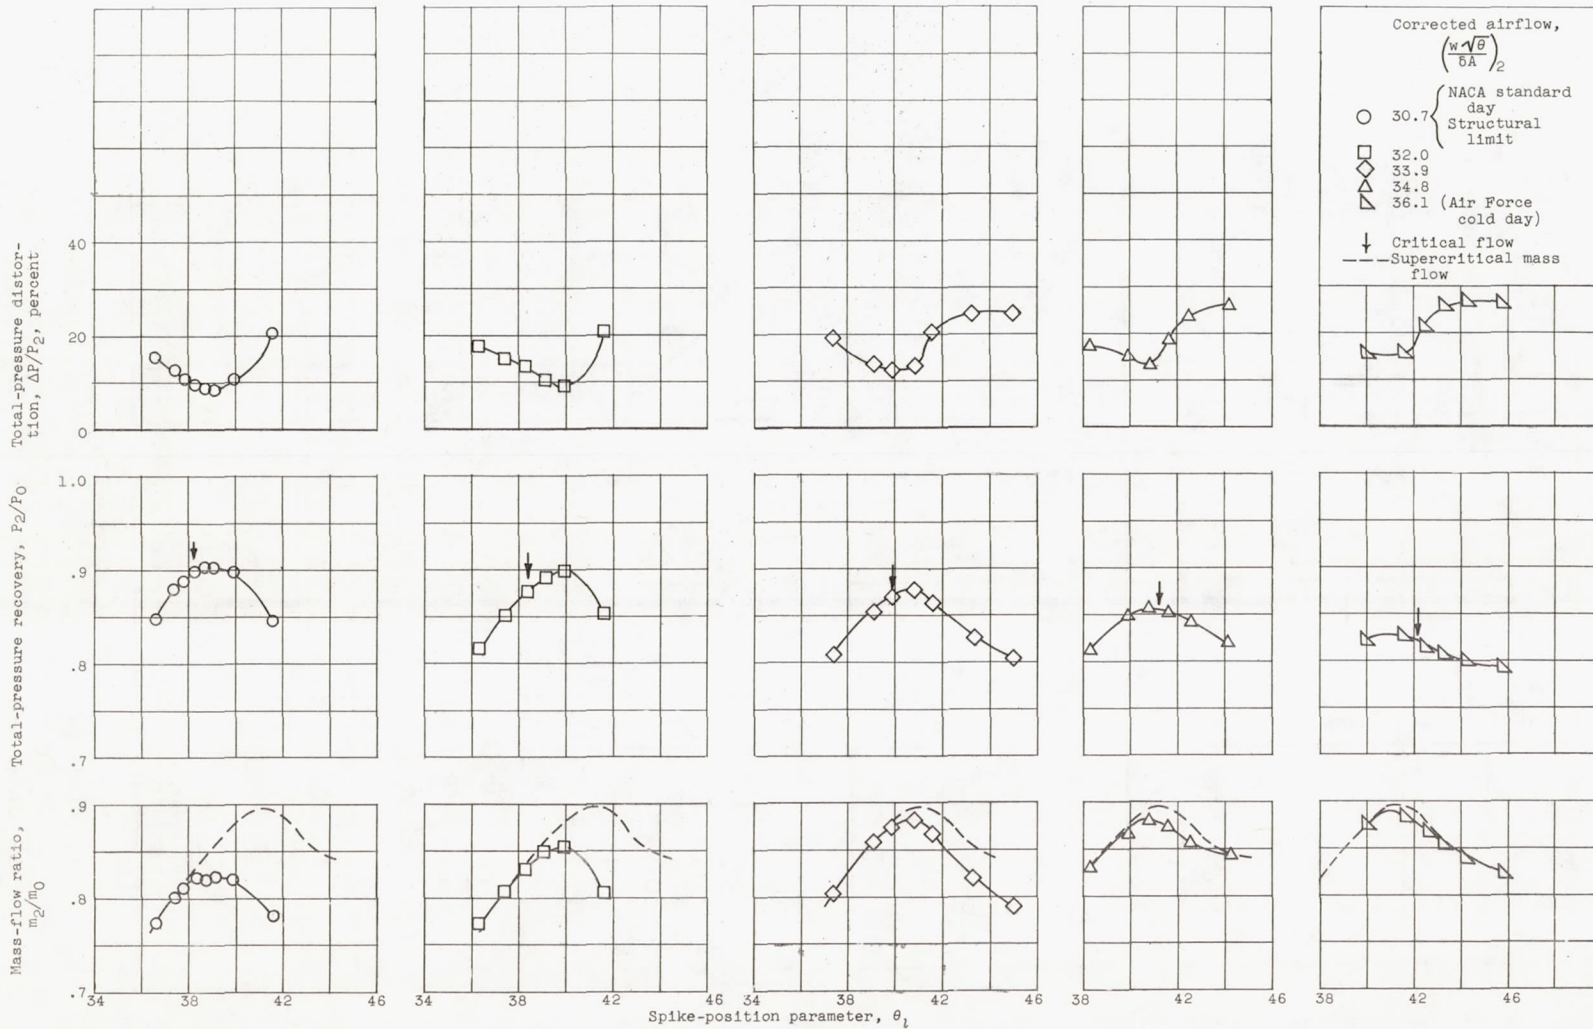 Corrected airflow,
(w√θ/δA)2
NACA standard
day
30.7
Structural
limit
32.0
33.9
34.8
36.1 (Air Force
cold day)
Critical flow
Supercritical mass
flow
Total-pressure distor-
tion, ΔP/P2, percent
40
20
0
Total-pressure recovery, P2/P0
1.0
.9
.8
.7
Mass-flow ratio,
m2/m0
.9
.8
.7
34 38 42 46 34 38 42 46 34 38 42 46 38 42 46 38 42 46
Spike-position parameter, θl